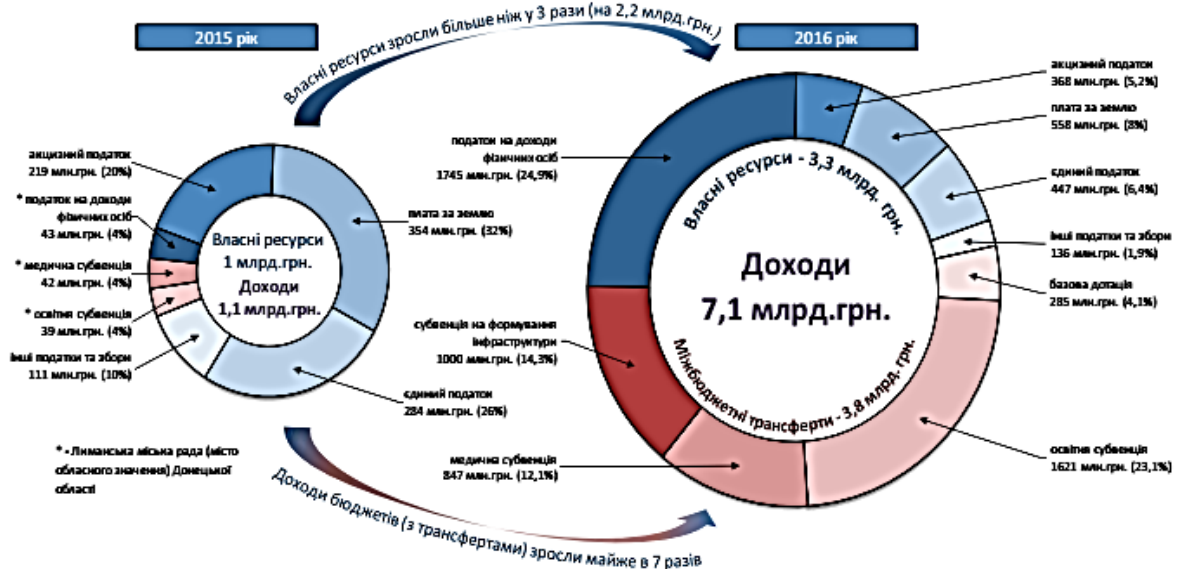 Власні ресурси зросли більше ніж у 3 рази (на 2,2 млрд.грн.)
2015 рік
2016 рік
акцизний податок
219 млн.грн. (20%)
* податок на доходи
фізичних осіб
43 млн.грн. (4%)
* медична субвенція
42 млн.грн. (4%)
* освітня субвенція
39 млн.грн. (4%)
інші податки та збори
111 млн.грн. (10%)
Власні ресурси
1 млрд.грн.
Доходи
1,1 млрд.грн.
плата за землю
354 млн.грн. (32%)
єдиний податок
284 млн.грн. (26%)
* - Лиманська міська рада (місто
обласного значення) Донецької
області
податок на доходи
фізичних осіб
1745 млн.грн. (24,9%)
субвенція на формування
інфраструктури
1000 млн.грн. (14,3%)
медична субвенція
847 млн.грн. (12,1%)
Власні ресурси - 3,3 млрд. грн.
Доходи
7,1 млрд.грн.
Міжбюджетні трансферти - 3,8 млрд. грн.
акцизний податок
368 млн.грн. (5,2%)
плата за землю
558 млн.грн. (8%)
єдиний податок
447 млн.грн. (6,4%)
інші податки та збори
136 млн.грн. (1,9%)
базова дотація
285 млн.грн. (4,1%)
освітня субвенція
1621 млн.грн. (23,1%)
Доходи бюджетів (з трансфертами) зросли майже в 7 разів